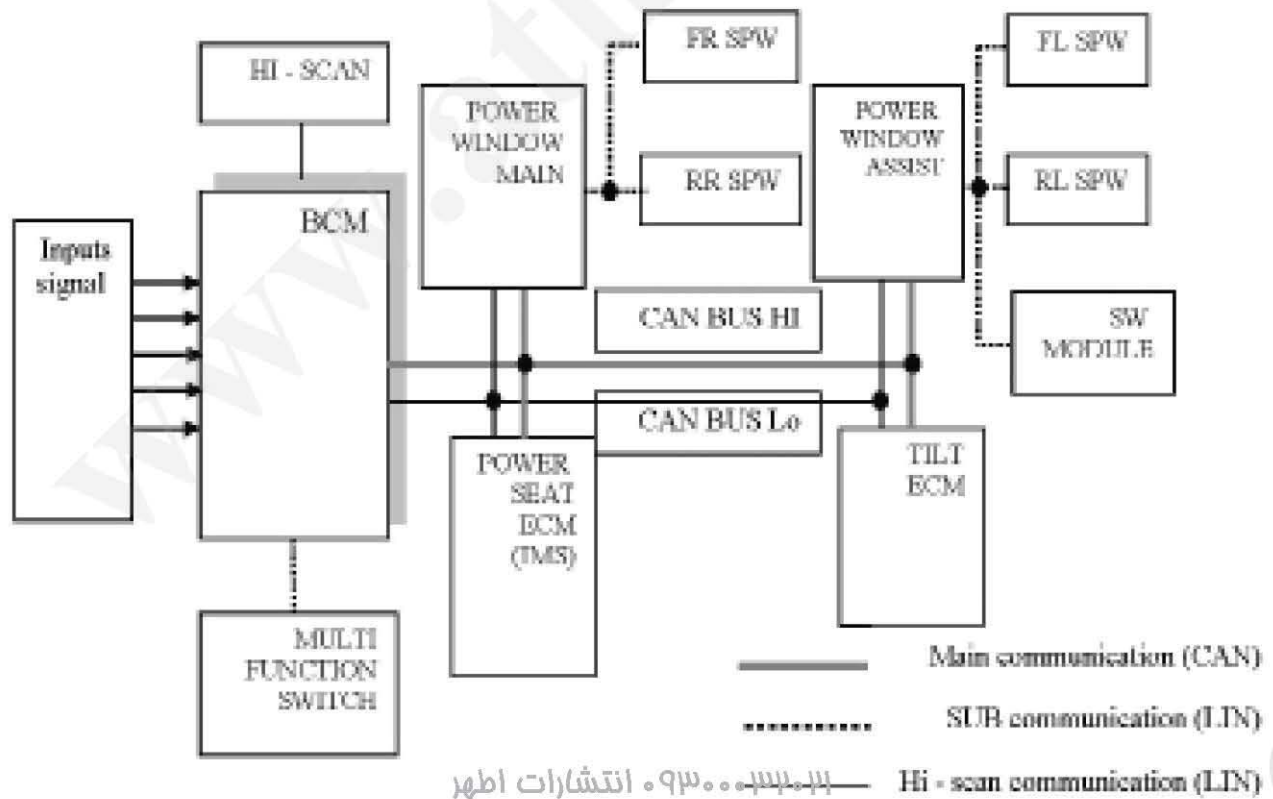 HI - SCAN
FR SPW
FL SPW
POWER
WINDOW
MAIN
POWER
WINDOW
ASSIST
RR SPW
RL SPW
BCM
Inputs
signal
CAN BUS HI
SW
MODULE
CAN BUS Lo
POWER
SEAT
ECM
(IMS)
TILT
ECM
MULTI
FUNCTION
SWITCH
Main communication (CAN)
SUB communication (LIN)
Hi - scan communication (LIN)
انتشارات اطهر